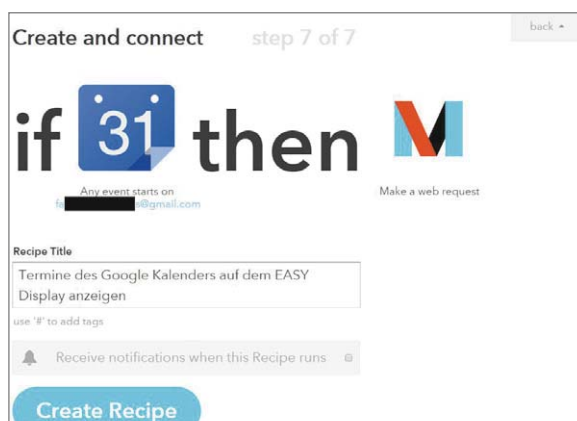 Create and connect step 7 of 7
back
if 31 then M
Any event starts on
fa s@gmail.com
Make a web request
Recipe Title
Termine des Google Kalenders auf dem EASY
Display anzeigen
use '#' to add tags
Receive notifications when this Recipe runs
Create Recipe